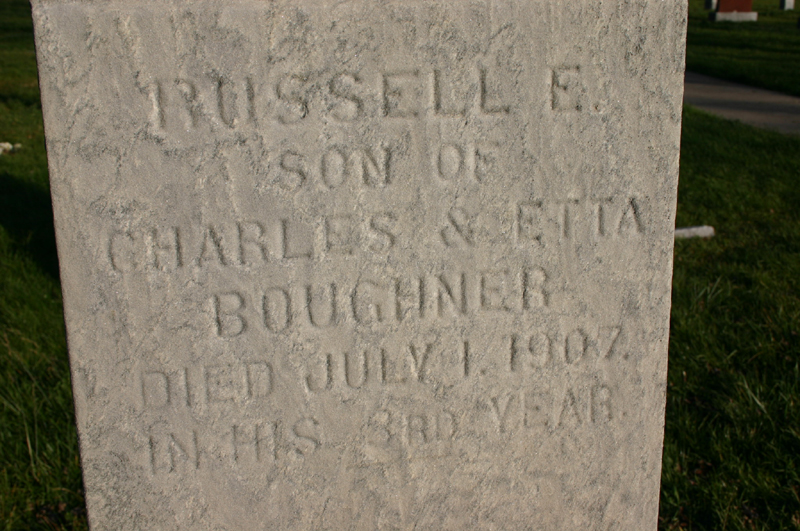 RUSSELL E.
SON OF
CHARLES & ETTA
BOUGHNER
DIED JULY 1. 1907.
IN HIS 3RD YEAR.